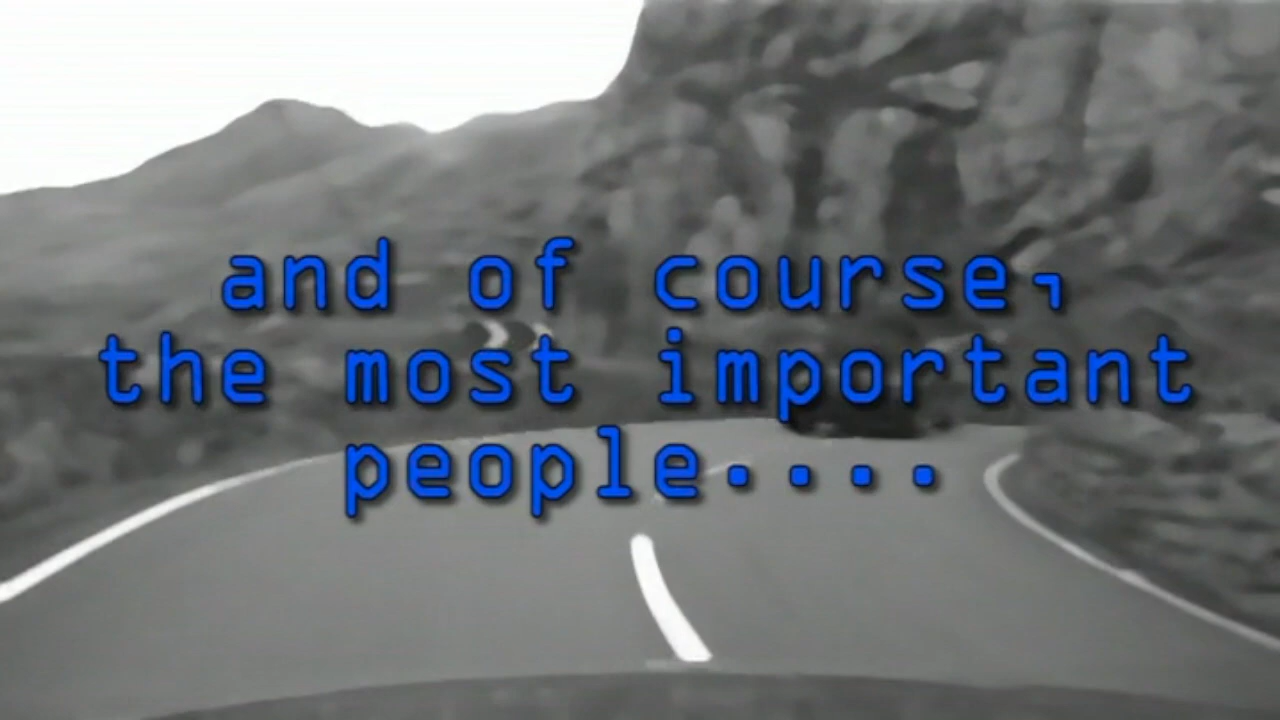 and of course,
the most important
people....